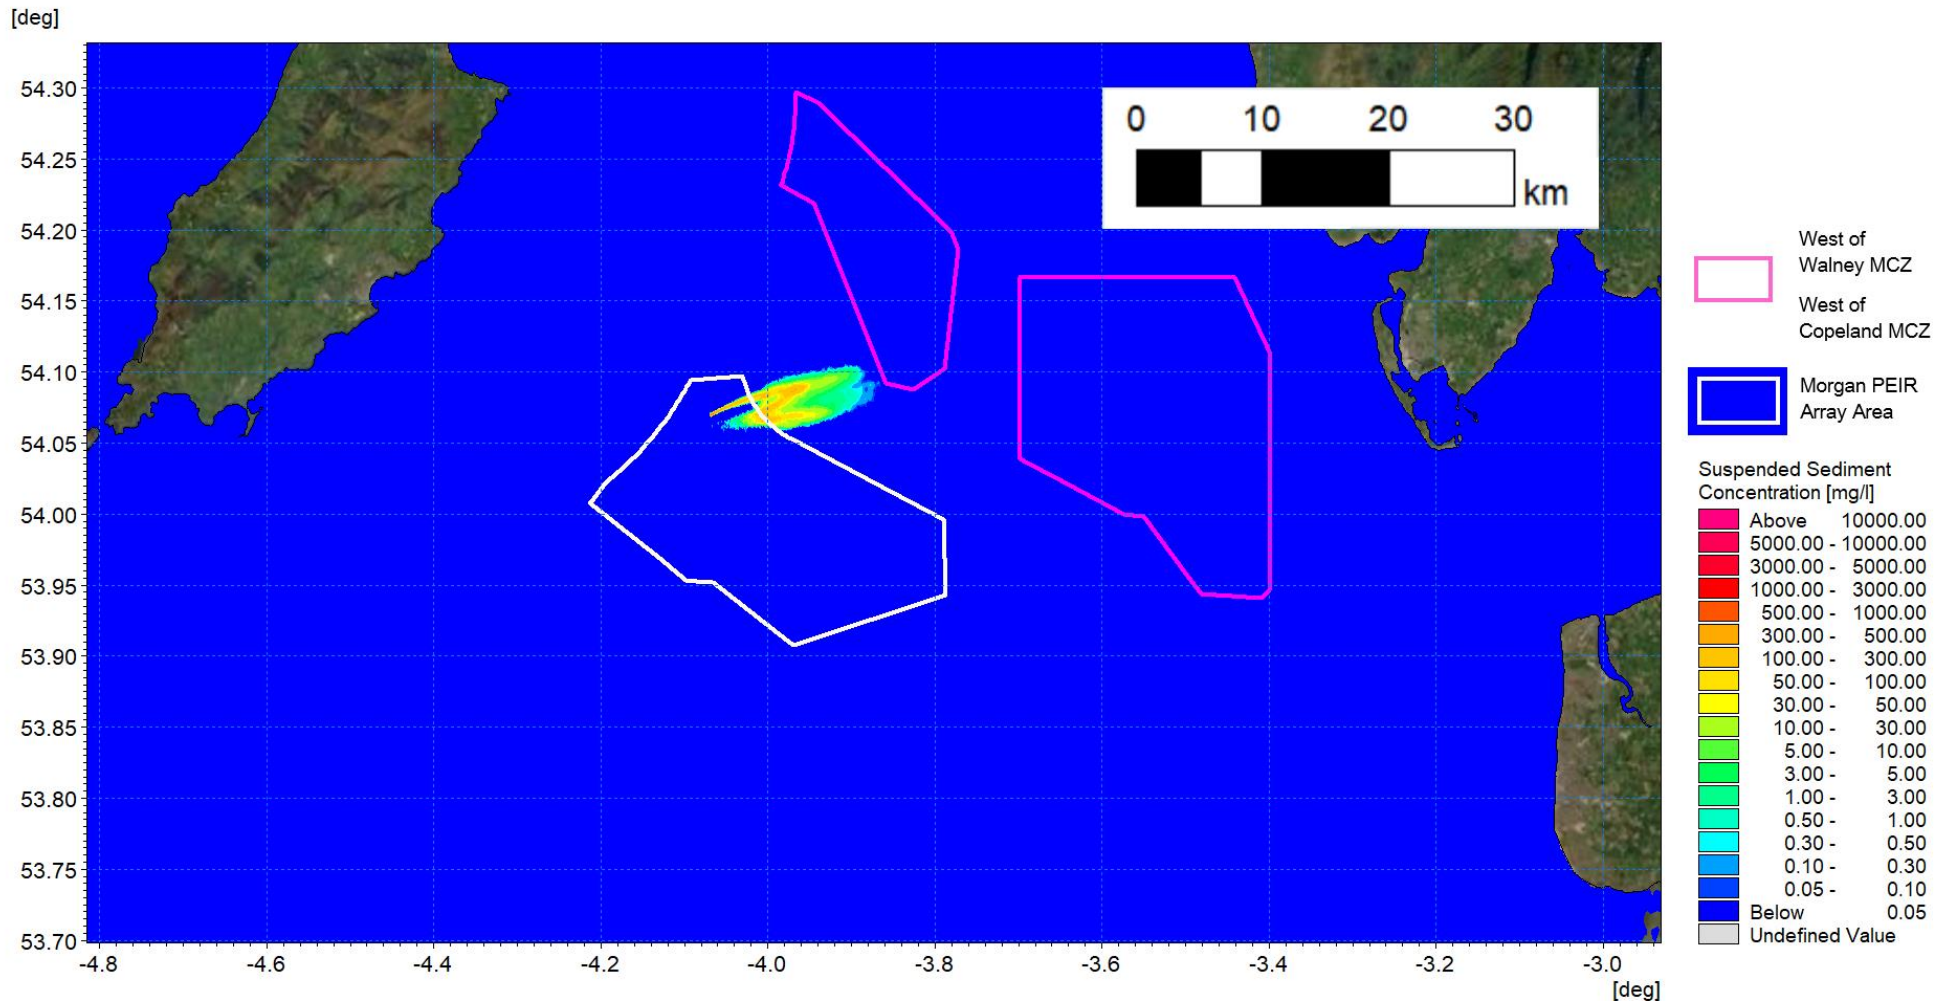 [deg]
54.30
54.25
54.20
54.15
54.10
54.05
54.00
53.95
53.90
53.85
53.80
53.75
53.70
-4.8 -4.6 -4.4 -4.2 -4.0 -3.8 -3.6 -3.4 -3.2 -3.0
[deg]
0 10 20 30
km
West of
Walney MCZ
West of
Copeland MCZ
Morgan PEIR
Array Area
Suspended Sediment
Concentration [mg/l]
Above 10000.00
5000.00 - 10000.00
3000.00 - 5000.00
1000.00 - 3000.00
500.00 - 1000.00
300.00 - 500.00
100.00 - 300.00
50.00 - 100.00
30.00 - 50.00
10.00 - 30.00
5.00 - 10.00
3.00 - 5.00
1.00 - 3.00
0.50 - 1.00
0.30 - 0.50
0.10 - 0.30
0.05 - 0.10
Below 0.05
Undefined Value